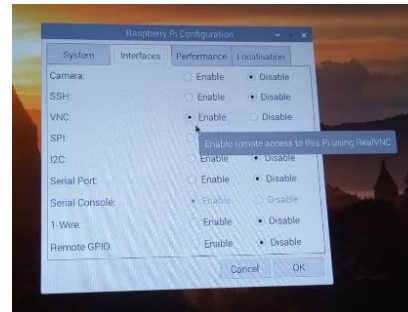 Raspberry Pi Configuration
System Interfaces Performance Localisation
Camera: Enable Disable
SSH: Enable Disable
VNC: Enable Disable
SPI:
Enable remote access to this Pi using RealVNC
I2C: Enable Disable
Serial Port: Enable Disable
Serial Console: Enable Disable
1-Wire: Enable Disable
Remote GPIO: Enable Disable
Cancel OK